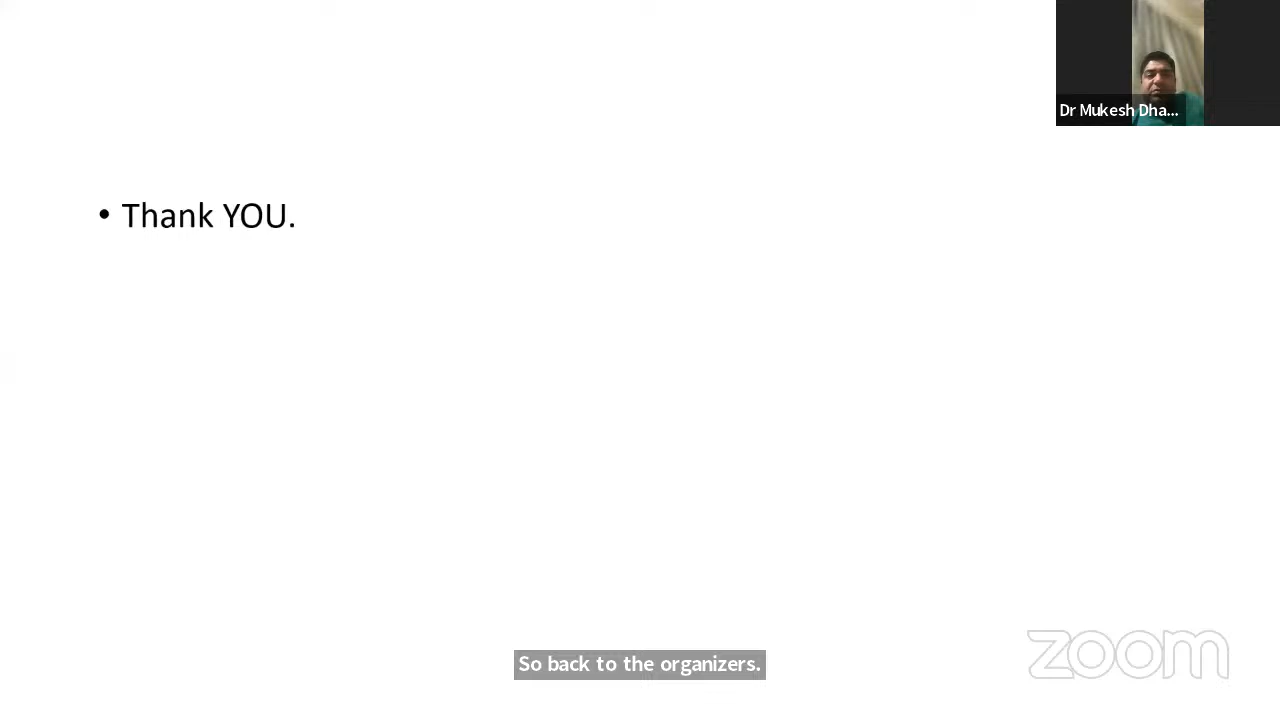 Dr Mukesh Dha...
• Thank YOU.
So back to the organizers.
zoom